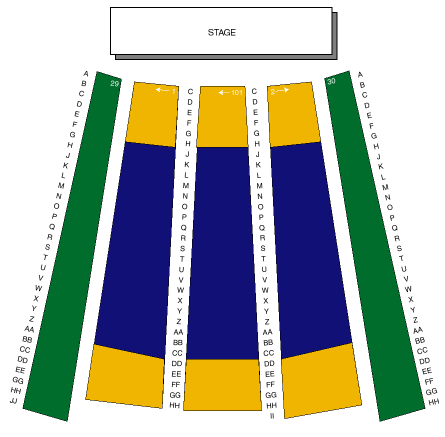 STAGE
29
1
101
2
30
A
B
C
D
E
F
G
H
J
K
L
M
N
O
P
Q
R
S
T
U
V
W
X
Y
Z
AA
BB
CC
DD
EE
GG
HH
JJ
C
D
E
F
G
H
J
K
L
M
N
O
P
Q
R
S
T
U
V
W
X
Y
Z
AA
BB
CC
DD
EE
FF
GG
HH
C
D
E
F
G
H
J
K
L
M
N
O
P
Q
R
S
T
U
V
W
X
Y
Z
AA
BB
CC
DD
EE
FF
GG
HH
II
A
B
C
D
E
F
G
H
J
K
L
M
N
O
P
Q
R
S
T
U
V
W
X
Y
Z
AA
BB
CC
DD
EE
FF
GG
HH